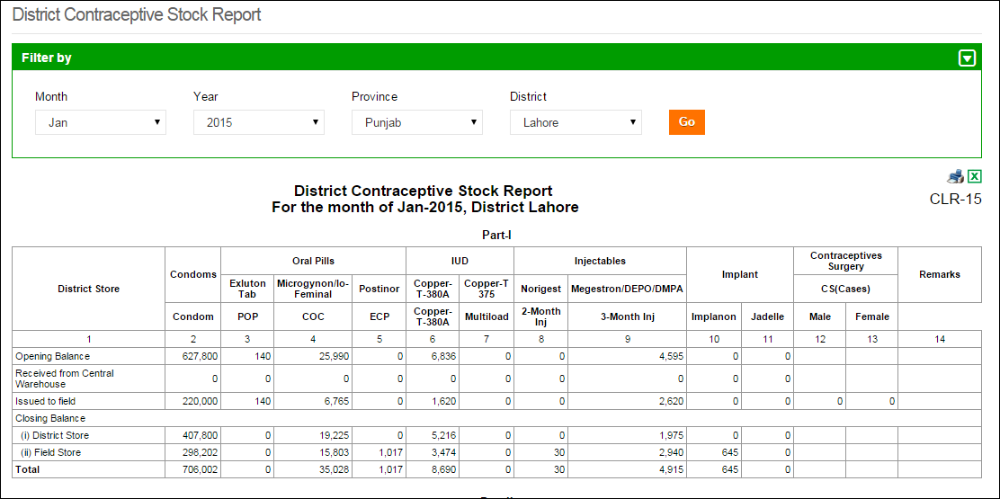 District Contraceptive Stock Report
Filter by
Month Year Province District
Jan 2015 Punjab Lahore Go
District Contraceptive Stock Report
For the month of Jan-2015, District Lahore
CLR-15
Part-I
District Store Condoms Oral Pills IUD Injectables Implant Contraceptives Surgery Remarks
Exluton Tab Microgynon/lo-Feminal Postinor Copper-T-380A Copper-T 375 Norigest Megestron/DEPO/DMPA CS(Cases)
Condom POP COC ECP Copper-T-380A Multiload 2-Month Inj 3-Month Inj Implanon Jadelle Male Female
1 2 3 4 5 6 7 8 9 10 11 12 13 14
Opening Balance 627,800 140 25,990 0 6,836 0 0 4,595 0 0
Received from Central Warehouse 0 0 0 0 0 0 0 0 0 0
Issued to field 220,000 140 6,765 0 1,620 0 0 2,620 0 0 0 0
Closing Balance
(i) District Store 407,800 0 19,225 0 5,216 0 0 1,975 0 0
(ii) Field Store 298,202 0 15,803 1,017 3,474 0 30 2,940 645 0
Total 706,002 0 35,028 1,017 8,690 0 30 4,915 645 0